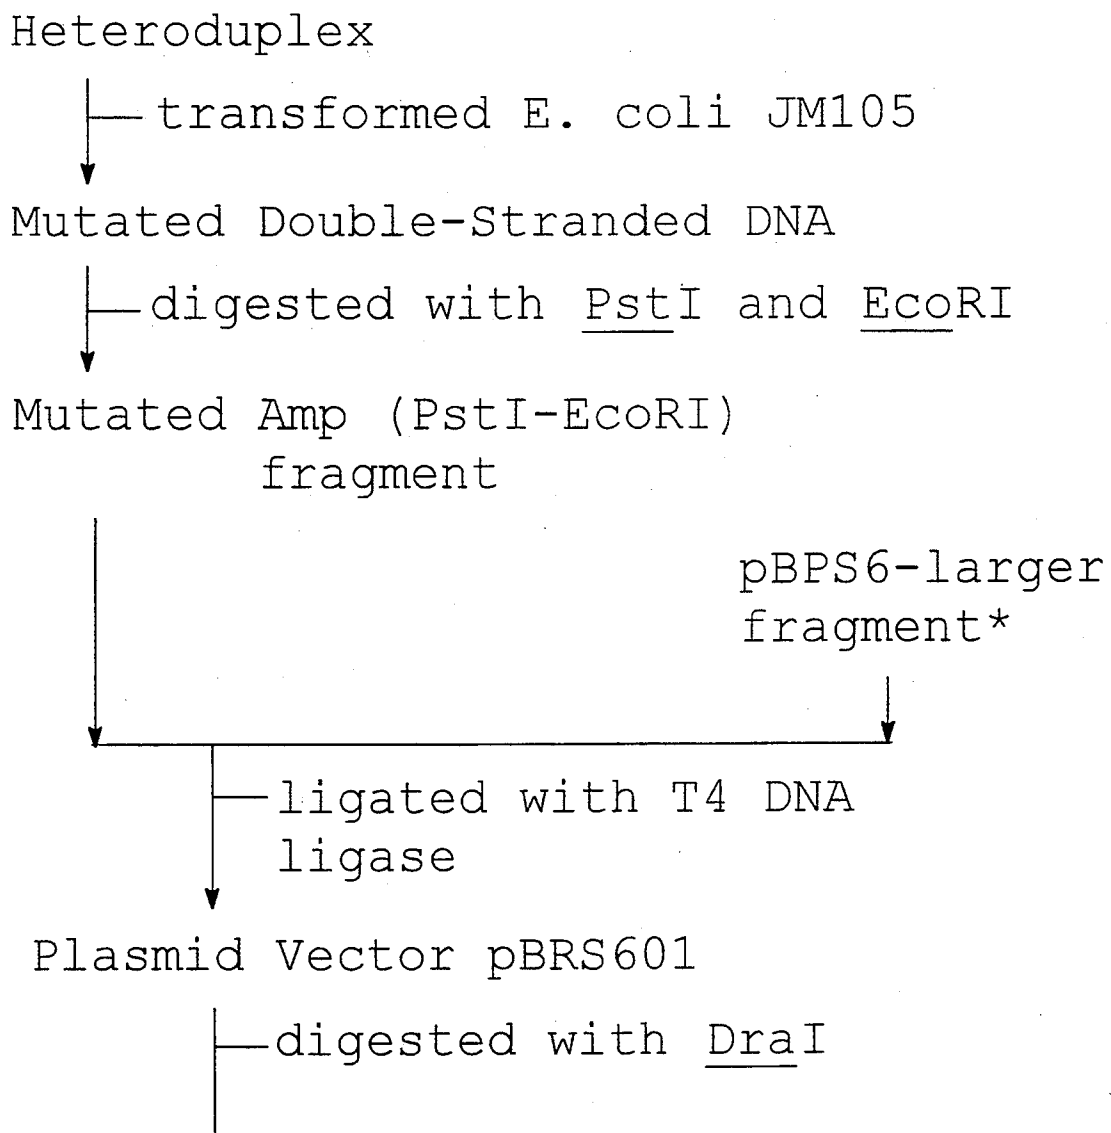 Heteroduplex
transformed E. coli JM105
Mutated Double-Stranded DNA
digested with PstI and EcoRI
Mutated Amp (PstI-EcoRI)
fragment
pBPS6-larger
fragment*
ligated with T4 DNA
ligase
Plasmid Vector pBRS601
digested with DraI